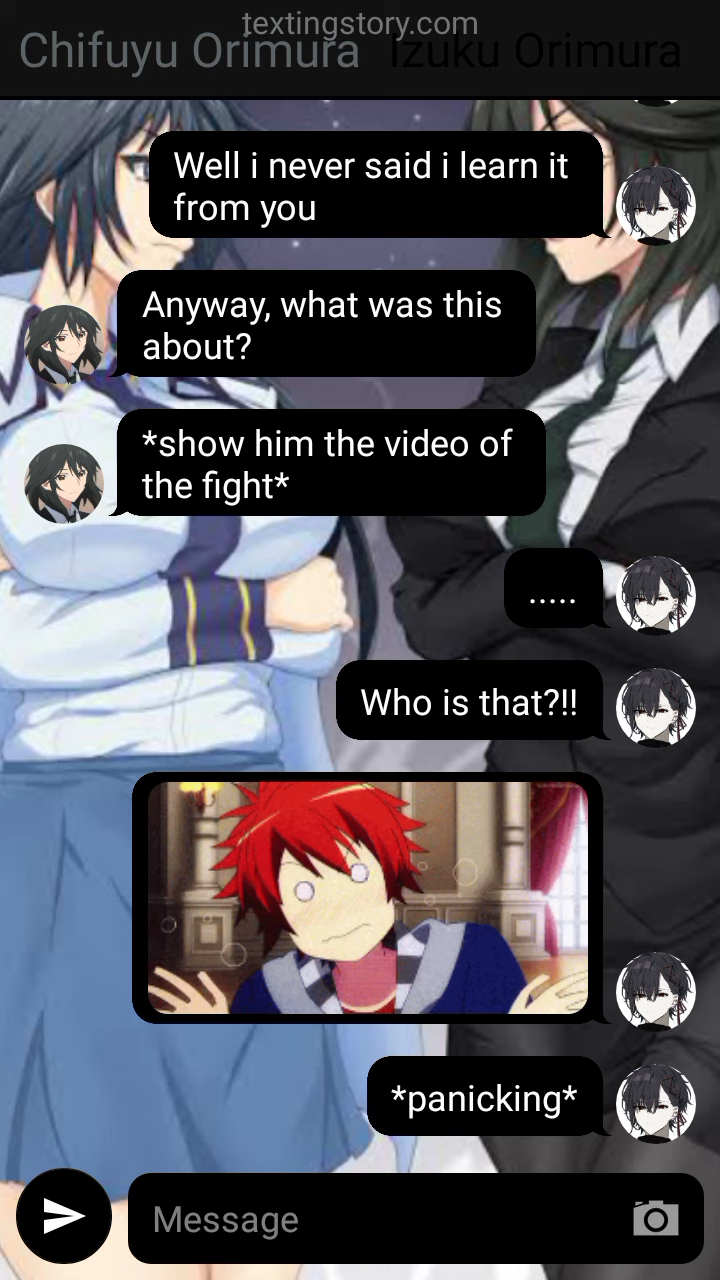 textingstory.com
Chifuyu Orimura Izuku Orimura
Well i never said i learn it
from you
Anyway, what was this
about?
*show him the video of
the fight*
.....
Who is that?!!
*panicking*
Message